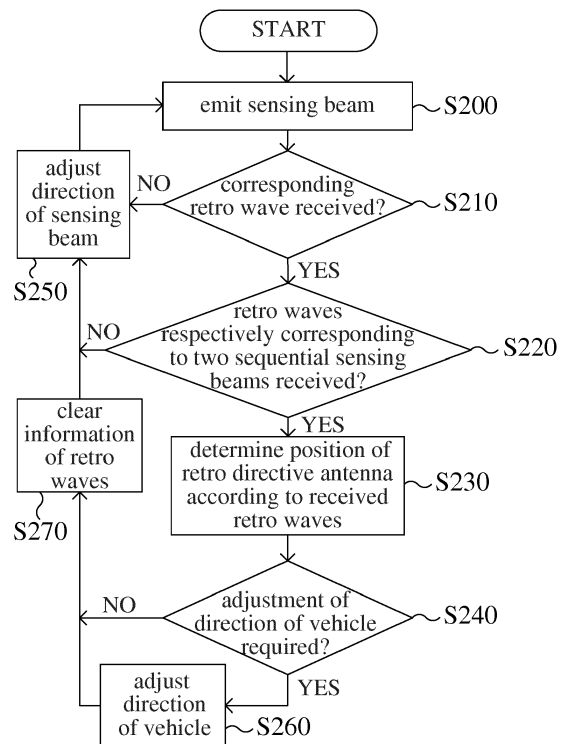 START
emit sensing beam
S200
adjust
direction
of sensing
beam
S250
NO
corresponding
retro wave received?
S210
YES
NO
retro waves
respectively corresponding
to two sequential sensing
beams received?
S220
YES
clear
information
of retro
waves
S270
determine position of
retro directive antenna
according to received
retro waves
S230
NO
adjustment of
direction of vehicle
required?
S240
YES
adjust
direction
of vehicle
S260